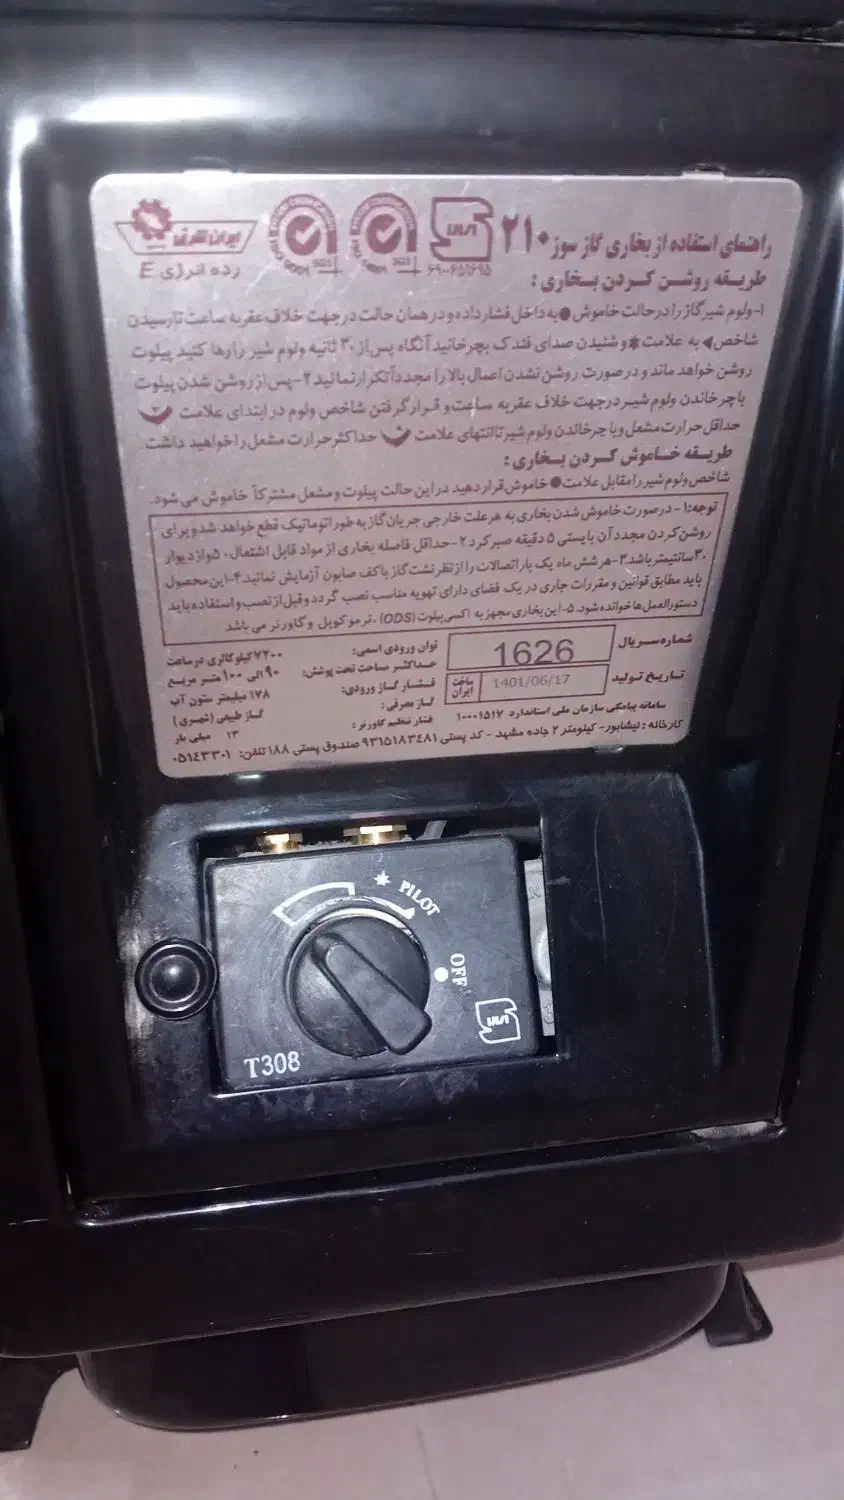 راهنمای استفاده از بخاری گاز سوز ۲۱۰
ایران شرق
رده انرژی E
SGS
SGS
۶۹۰۰۶۵۱۶۹۵
طریقه روشن کردن بخاری :
۱- ولوم شیر گاز را در حالت خاموش ● به داخل فشار داده و در همان حالت در جهت خلاف عقربه ساعت تا رسیدن
شاخص ◀ به علامت ✷ و شنیدن صدای فندک بچرخانید آنگاه پس از ۳۰ ثانیه ولوم شیر را رها کنید پیلوت
روشن خواهد ماند و در صورت روشن نشدن اعمال بالا را مجدداً تکرار نمائید ۲- پس از روشن شدن پیلوت
با چرخاندن ولوم شیر در جهت خلاف عقربه ساعت و قرار گرفتن شاخص ولوم در ابتدای علامت
حداقل حرارت مشعل و با چرخاندن ولوم شیر تا انتهای علامت حداکثر حرارت مشعل را خواهید داشت.
طریقه خاموش کردن بخاری :
شاخص ولوم شیر را مقابل علامت ● خاموش قرار دهید در این حالت پیلوت و مشعل مشترکاً خاموش می شود.
توجه: ۱- در صورت خاموش شدن بخاری به هر علت خارجی جریان گاز به طور اتوماتیک قطع خواهد شد و برای
روشن کردن مجدد آن بایستی ۵ دقیقه صبر کرد ۲- حداقل فاصله بخاری از مواد قابل اشتعال ۵۰ و از دیوار
۳۰ سانتیمتر باشد ۳- هر شش ماه یک بار اتصالات را از نظر نشت گاز با کف صابون آزمایش نمائید ۴- این محصول
باید مطابق قوانین و مقررات جاری در یک فضای دارای تهویه مناسب نصب گردد و قبل از نصب و استفاده باید
دستورالعمل ها خوانده شود. ۵- این بخاری مجهز به اکسی پیلوت (ODS) ، ترموکوپل و گاورنر می باشد
شماره سریال
1626
تاریخ تولید
1401/06/17
ساخت ایران
توان ورودی اسمی: ۷۲۰۰ کیلوکالری در ساعت
حداکثر مساحت تحت پوشش: ۹۰ الی ۱۰۰ متر مربع
فشار گاز ورودی: ۱۷۸ میلیمتر ستون آب
گاز مصرفی: گاز طبیعی (شهری)
فشار تنظیم گاورنر: ۱۳ میلی بار
سامانه پیامکی سازمان ملی استاندارد ۱۰۰۰۱۵۱۷
کارخانه : نیشابور- کیلومتر ۲ جاده مشهد - کد پستی ۹۳۱۵۱۸۳۴۸۱ صندوق پستی ۱۸۸ تلفن: ۰۵۱۴۳۳۰۱
PILOT
OFF
T308